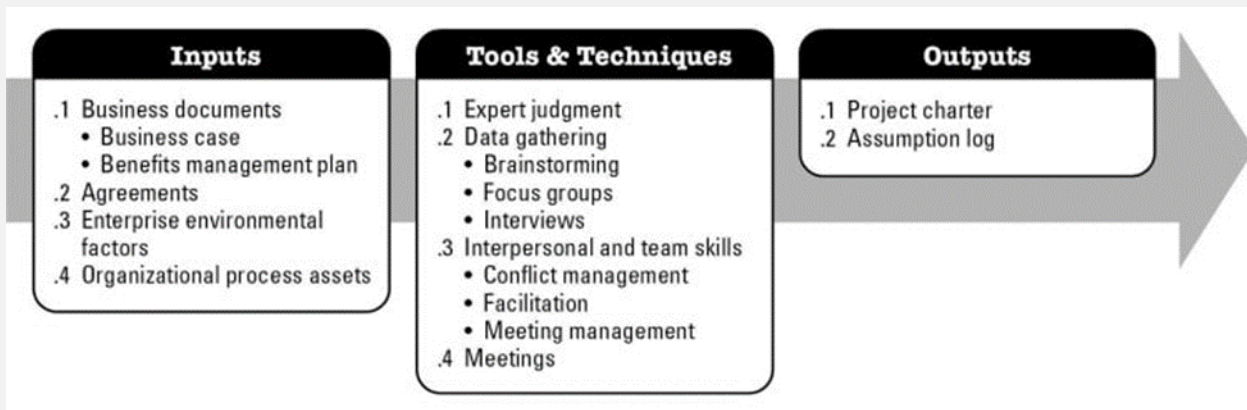 Inputs
.1 Business documents
• Business case
• Benefits management plan
.2 Agreements
.3 Enterprise environmental
factors
.4 Organizational process assets
Tools & Techniques
.1 Expert judgment
.2 Data gathering
• Brainstorming
• Focus groups
• Interviews
.3 Interpersonal and team skills
• Conflict management
• Facilitation
• Meeting management
.4 Meetings
Outputs
.1 Project charter
.2 Assumption log